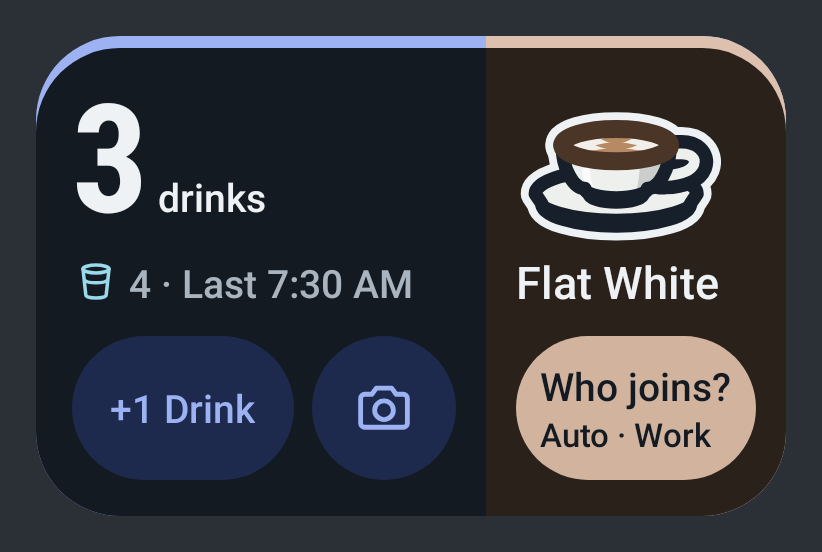 3 drinks
4 · Last 7:30 AM
+1 Drink
Flat White
Who joins?
Auto · Work